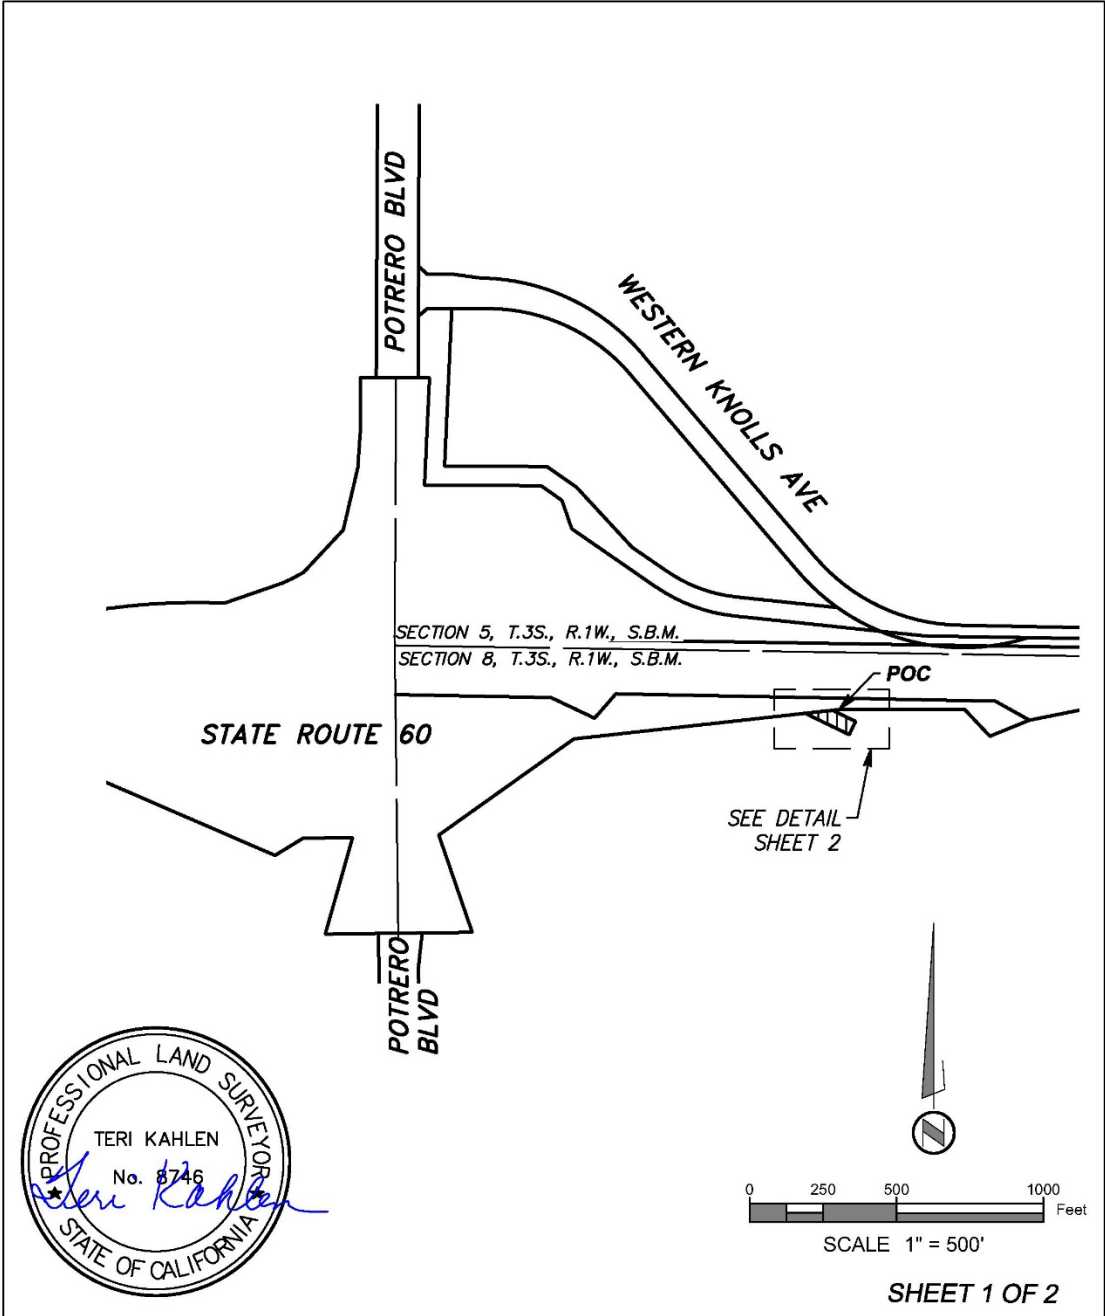 POTRERO BLVD
WESTERN KNOLLS AVE
SECTION 5, T.3S., R.1W., S.B.M.
SECTION 8, T.3S., R.1W., S.B.M.
POC
STATE ROUTE 60
SEE DETAIL
SHEET 2
POTRERO
BLVD
PROFESSIONAL LAND SURVEYOR
TERI KAHLEN
No. 8746
Teri Kahlen
STATE OF CALIFORNIA
0 250 500 1000
Feet
SCALE 1" = 500'
SHEET 1 OF 2